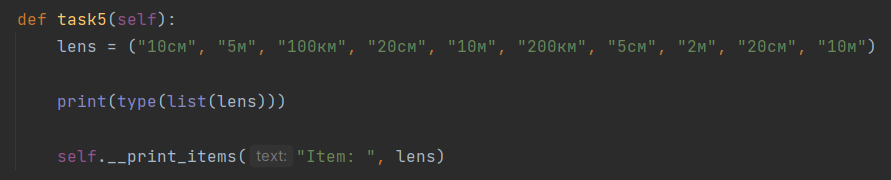 def task5(self):
lens = ("10см", "5м", "100км", "20см", "10м", "200км", "5см", "2м", "20см", "10м")
print(type(list(lens)))
self.__print_items( text: "Item: ", lens)